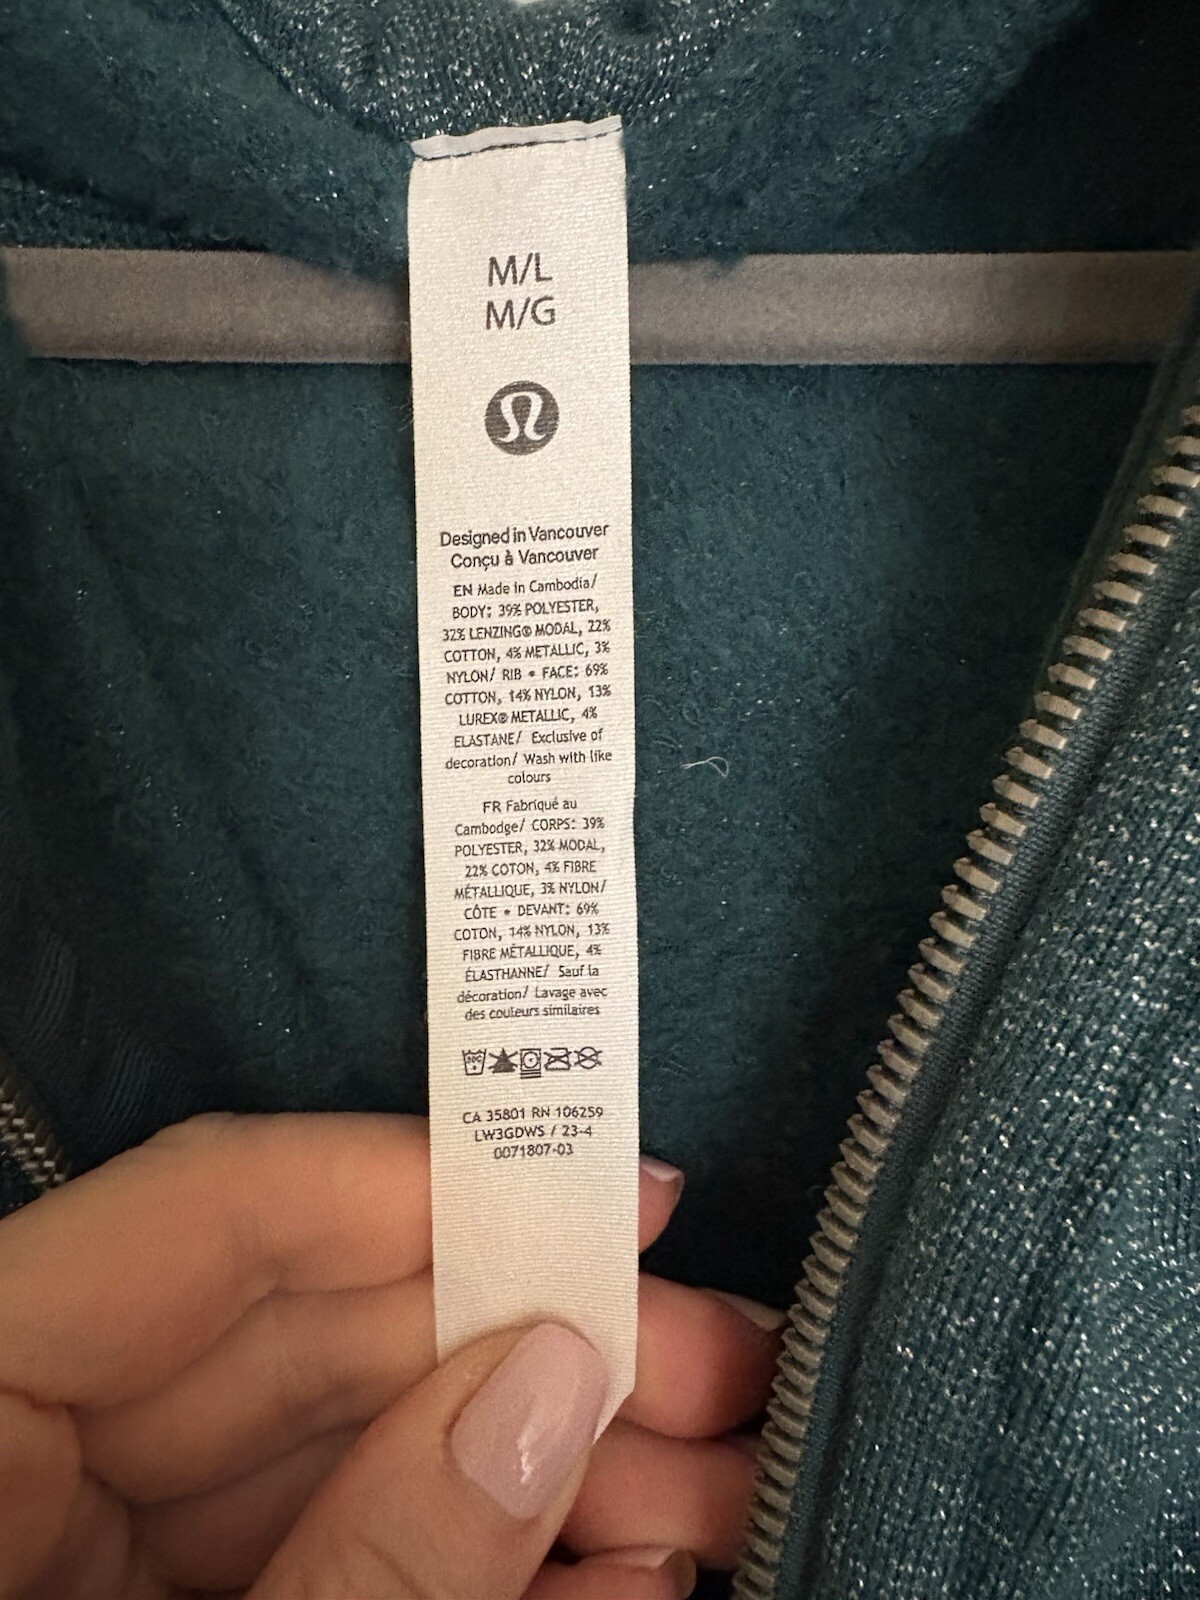 M/L
M/G
Designed in Vancouver
Conçu à Vancouver
EN Made in Cambodia/
BODY: 39% POLYESTER,
32% LENZING® MODAL, 22%
COTTON, 4% METALLIC, 3%
NYLON/ RIB • FACE: 69%
COTTON, 14% NYLON, 13%
LUREX® METALLIC, 4%
ELASTANE/ Exclusive of
decoration/ Wash with like
colours
FR Fabriqué au
Cambodge/ CORPS: 39%
POLYESTER, 32% MODAL,
22% COTON, 4% FIBRE
MÉTALLIQUE, 3% NYLON/
CÔTE • DEVANT: 69%
COTON, 14% NYLON, 13%
FIBRE MÉTALLIQUE, 4%
ÉLASTHANNE/ Sauf la
décoration/ Lavage avec
des couleurs similaires
CA 35801 RN 106259
LW3GDWS / 23-4
0071807-03